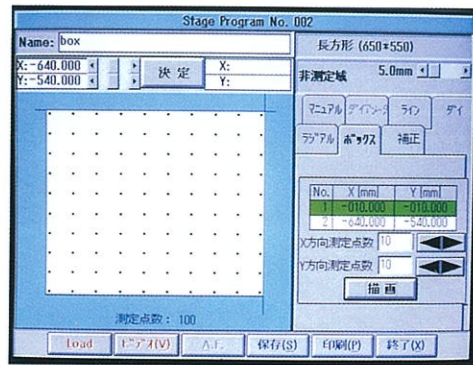 Stage Program No. 002
Name: box
長方形 (650*550)
X:-640.000
Y:-540.000
決 定
X:
Y:
非測定域 5.0mm
マニュアル
ライン
ラジアル ボックス 補正
No. X [mm] Y [mm]
1 -010.000 -010.000
2 -640.000 -540.000
X方向測定点数 10
Y方向測定点数 10
描 画
測定点数: 100
Load ビデオ(V) A.F. 保存(S) 印刷(P) 終了(X)